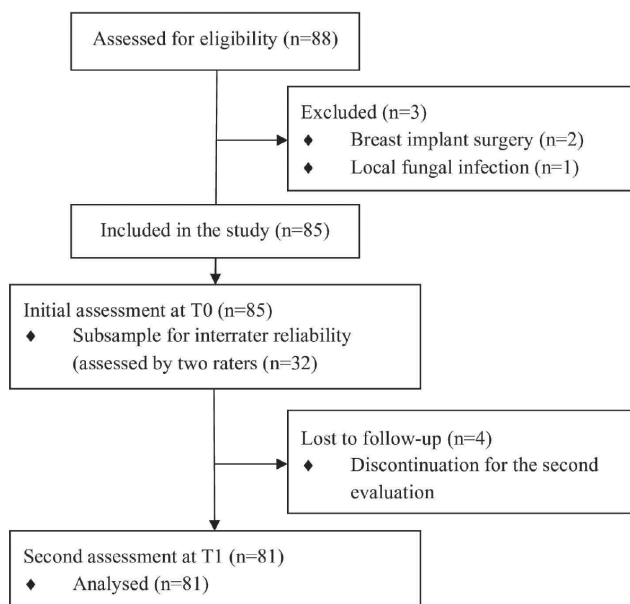 Assessed for eligibility (n=88)
Excluded (n=3)
♦ Breast implant surgery (n=2)
♦ Local fungal infection (n=1)
Included in the study (n=85)
Initial assessment at T0 (n=85)
♦ Subsample for interrater reliability
(assessed by two raters (n=32)
Lost to follow-up (n=4)
♦ Discontinuation for the second
evaluation
Second assessment at T1 (n=81)
♦ Analysed (n=81)